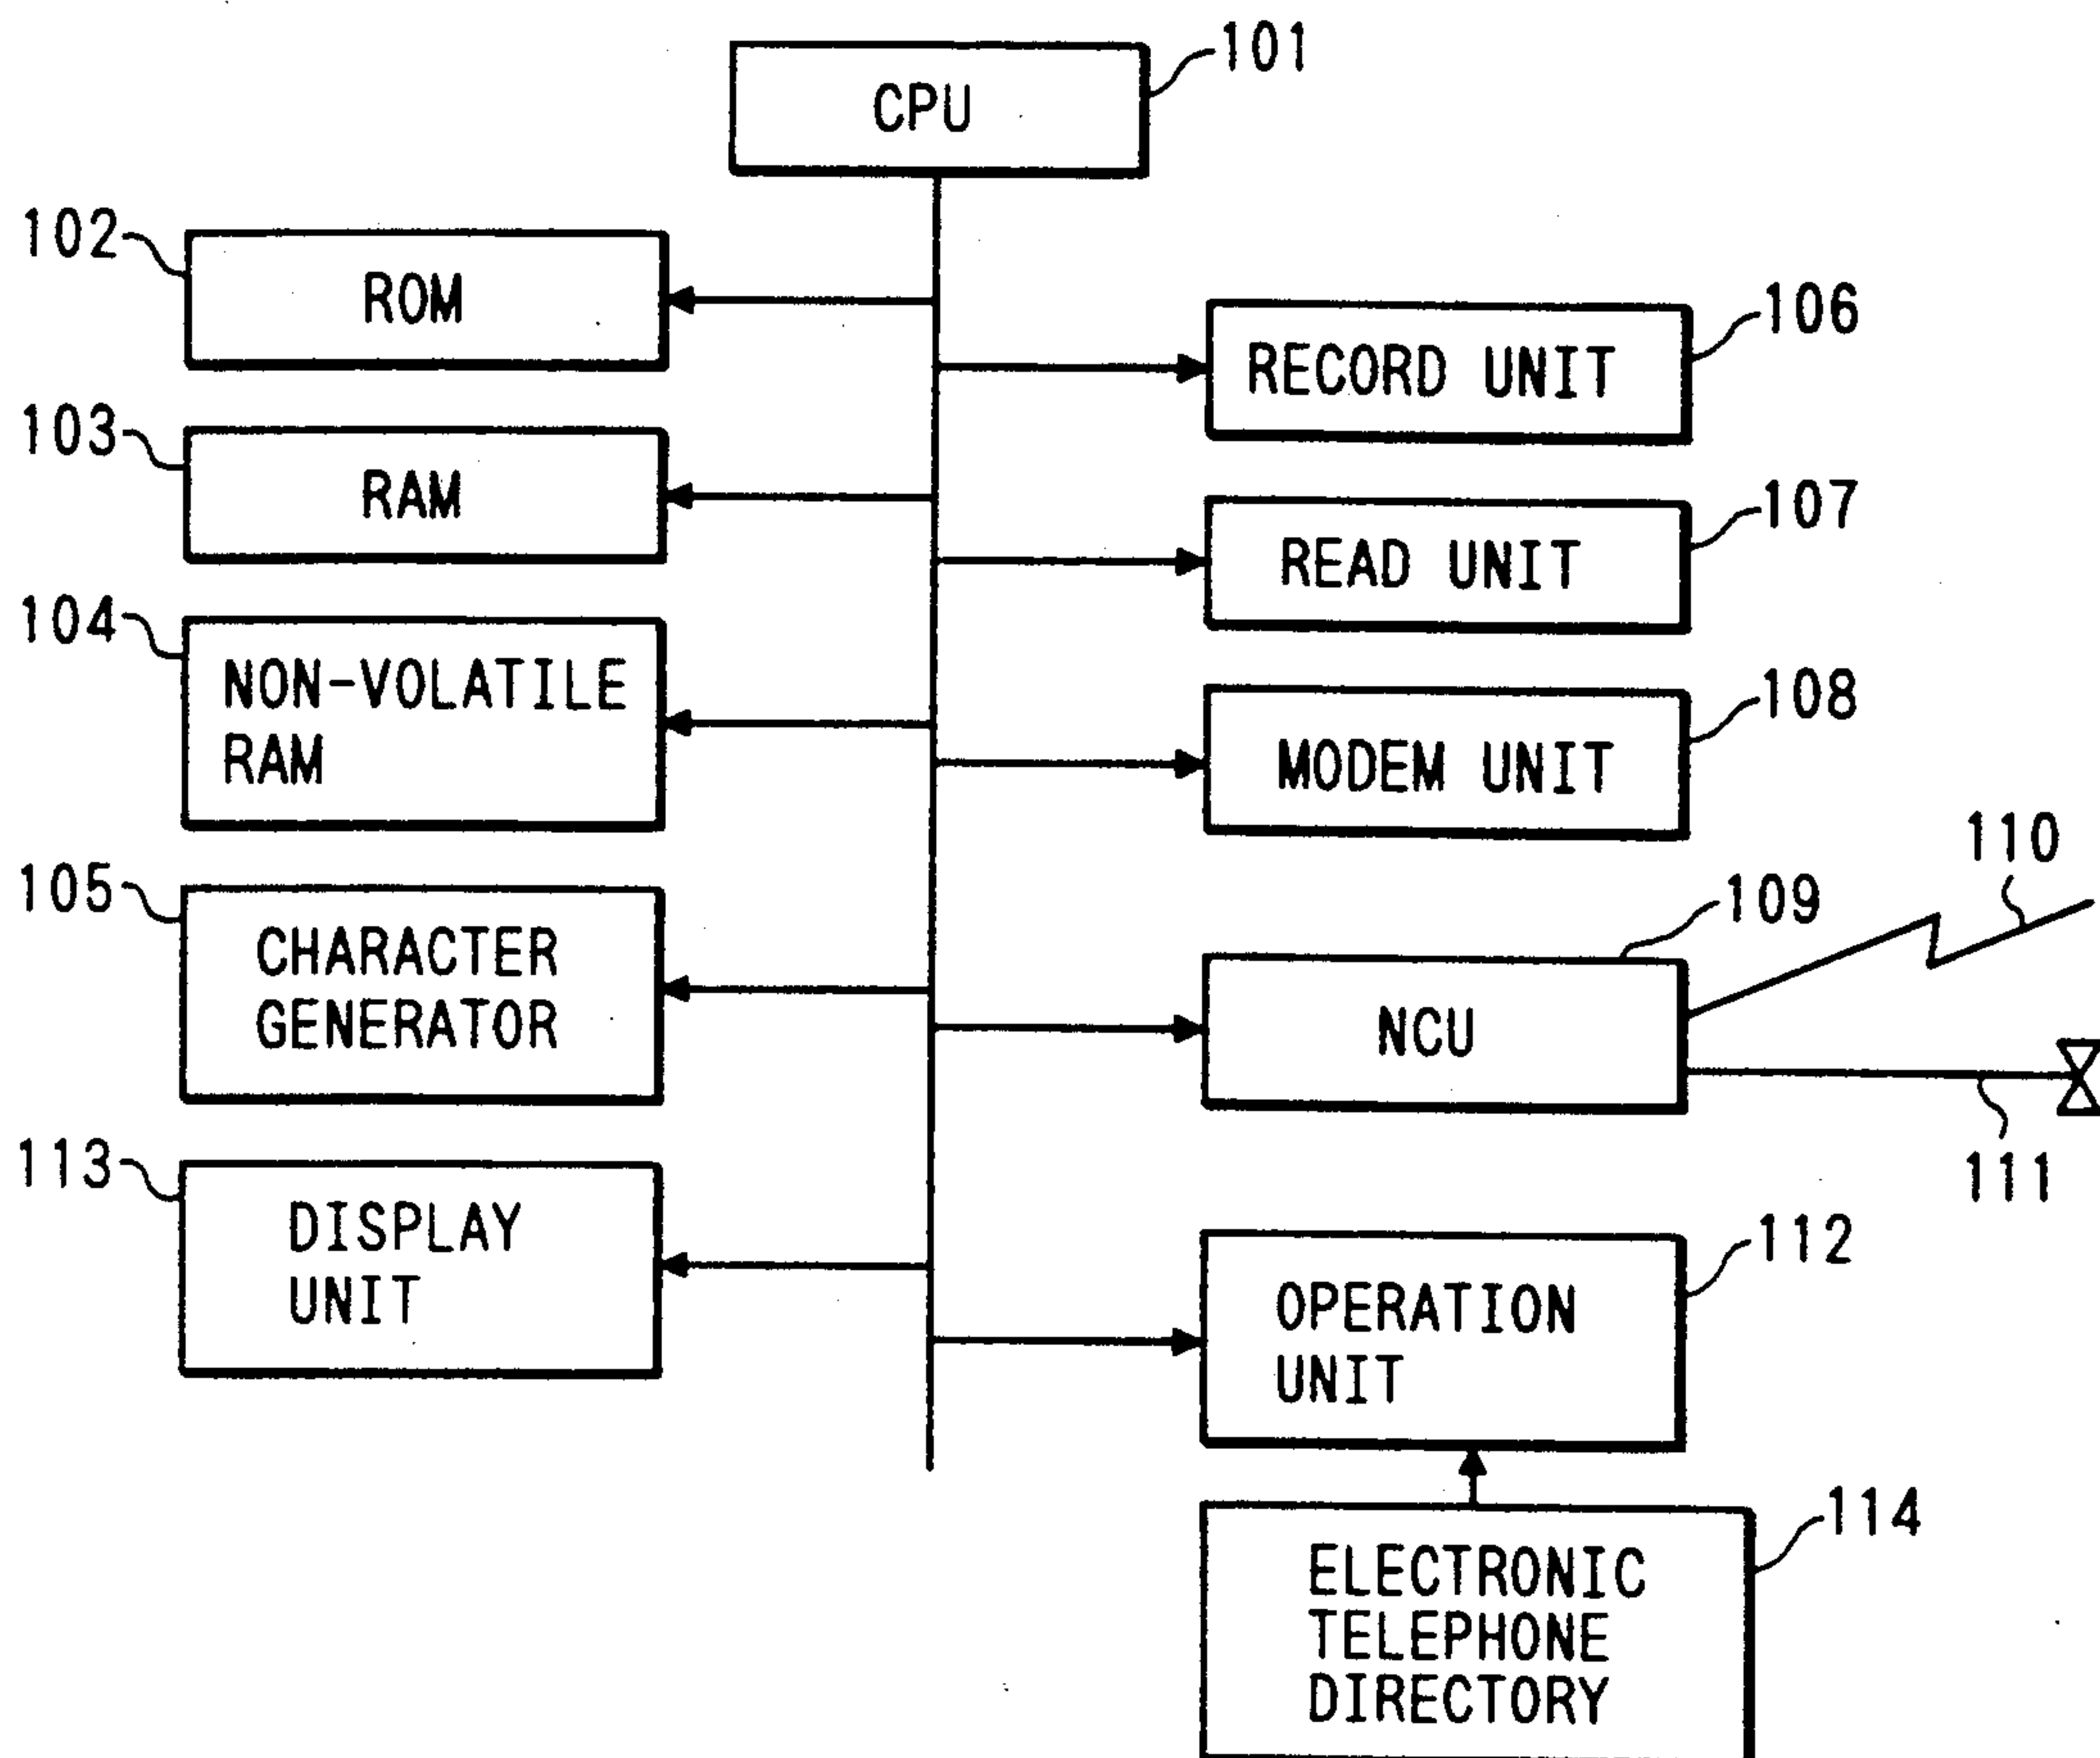 101
CPU
102
ROM
106
RECORD UNIT
103
RAM
107
READ UNIT
104
NON-VOLATILE
RAM
108
MODEM UNIT
110
105
CHARACTER
GENERATOR
109
NCU
111
113
DISPLAY
UNIT
112
OPERATION
UNIT
114
ELECTRONIC
TELEPHONE
DIRECTORY